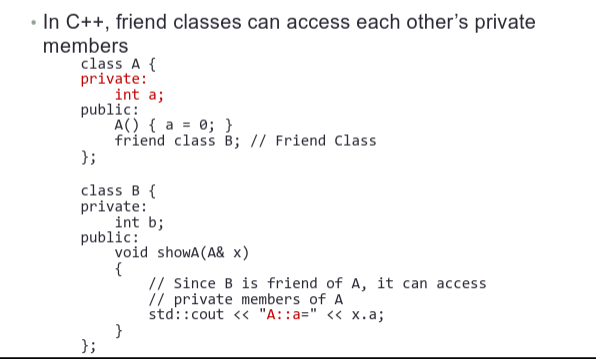 • In C++, friend classes can access each other’s private
members
class A {
private:
    int a;
public:
    A() { a = 0; }
    friend class B; // Friend Class
};

class B {
private:
    int b;
public:
    void showA(A& x)
    {
        // Since B is friend of A, it can access
        // private members of A
        std::cout << "A::a=" << x.a;
    }
};